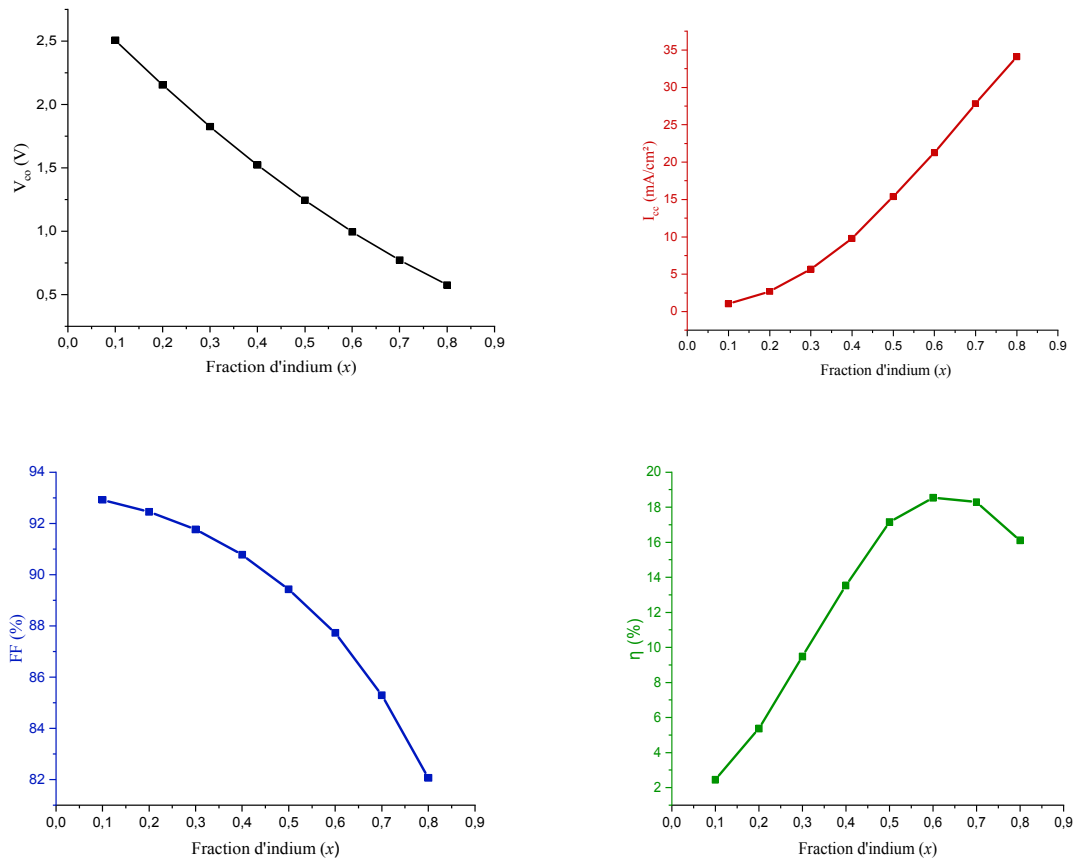 2,5
2,0
1,5
1,0
0,5
V_co (V)
0,0 0,1 0,2 0,3 0,4 0,5 0,6 0,7 0,8 0,9
Fraction d'indium (x)
35
30
25
20
15
10
5
0
I_cc (mA/cm²)
0.0 0.1 0.2 0.3 0.4 0.5 0.6 0.7 0.8 0.9
Fraction d'indium (x)
94
92
90
88
86
84
82
FF (%)
0,0 0,1 0,2 0,3 0,4 0,5 0,6 0,7 0,8 0,9
Fraction d'indium (x)
20
18
16
14
12
10
8
6
4
2
η (%)
0,0 0,1 0,2 0,3 0,4 0,5 0,6 0,7 0,8 0,9
Fraction d'indium (x)